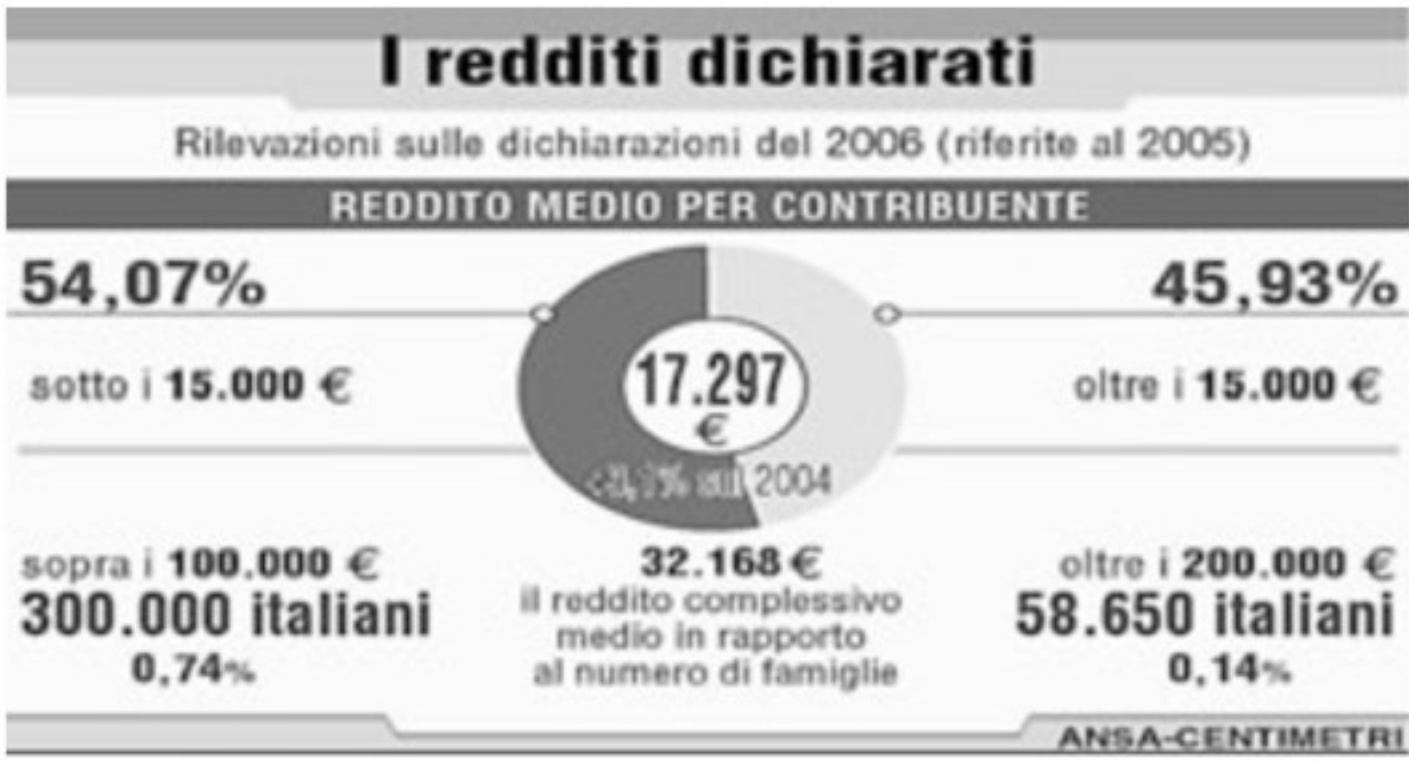 I redditi dichiarati
Rilevazioni sulle dichiarazioni del 2006 (riferite al 2005)
REDDITO MEDIO PER CONTRIBUENTE
54,07%
sotto i 15.000 €
45,93%
oltre i 15.000 €
17.297
€
2004
sopra i 100.000 €
300.000 italiani
0,74%
32.168 €
il reddito complessivo
medio in rapporto
al numero di famiglie
oltre i 200.000 €
58.650 italiani
0,14%
ANSA-CENTIMETRI